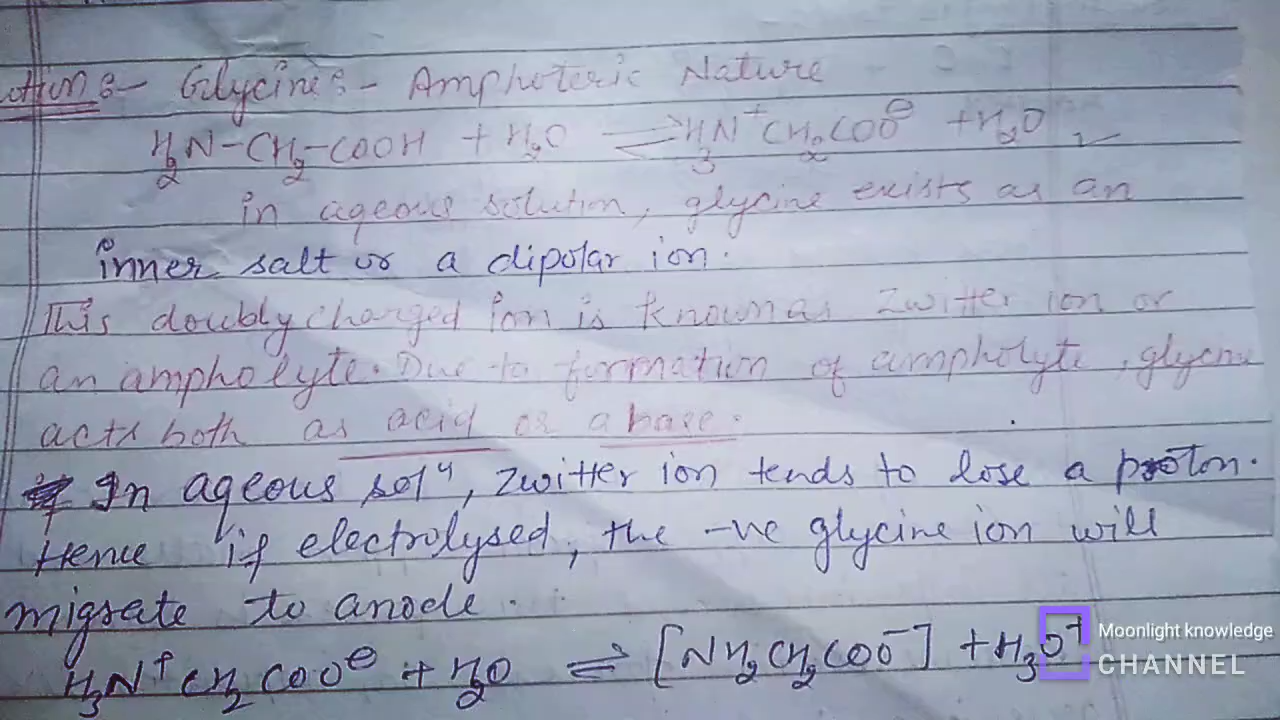 ctions:- Glycine:- Amphoteric Nature
H₂N-CH₂-COOH + H₂O ⇌ H₃N⁺CH₂COO⊖ + H₂O
in aqeous solution, glycine exists as an
inner salt or a dipolar ion.
This doubly charged ion is known as Zwitter ion or
an ampholyte. Due to formation of ampholyte, glycine
acts both as acid or a base.
In aqeous solⁿ, Zwitter ion tends to lose a proton.
Hence if electrolysed, the -ve glycine ion will
migrate to anode.
H₃N⁺CH₂COO⊖ + H₂O ⇌ [NH₂CH₂COO⁻] + H₃O⁺
Moonlight knowledge
CHANNEL